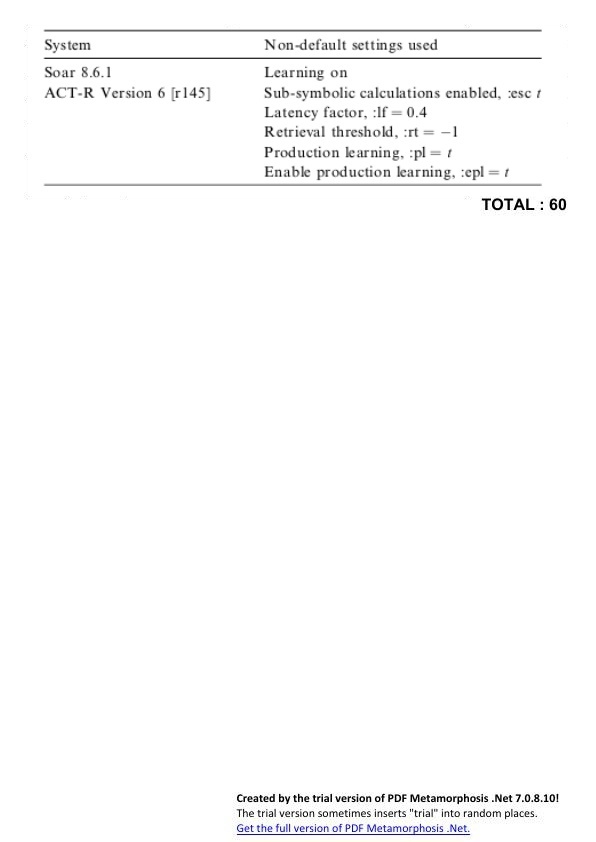 System Non-default settings used
Soar 8.6.1 Learning on
ACT-R Version 6 [r145] Sub-symbolic calculations enabled, :esc t
Latency factor, :lf = 0.4
Retrieval threshold, :rt = −1
Production learning, :pl = t
Enable production learning, :epl = t
TOTAL : 60
Created by the trial version of PDF Metamorphosis .Net 7.0.8.10!
The trial version sometimes inserts "trial" into random places.
Get the full version of PDF Metamorphosis .Net.